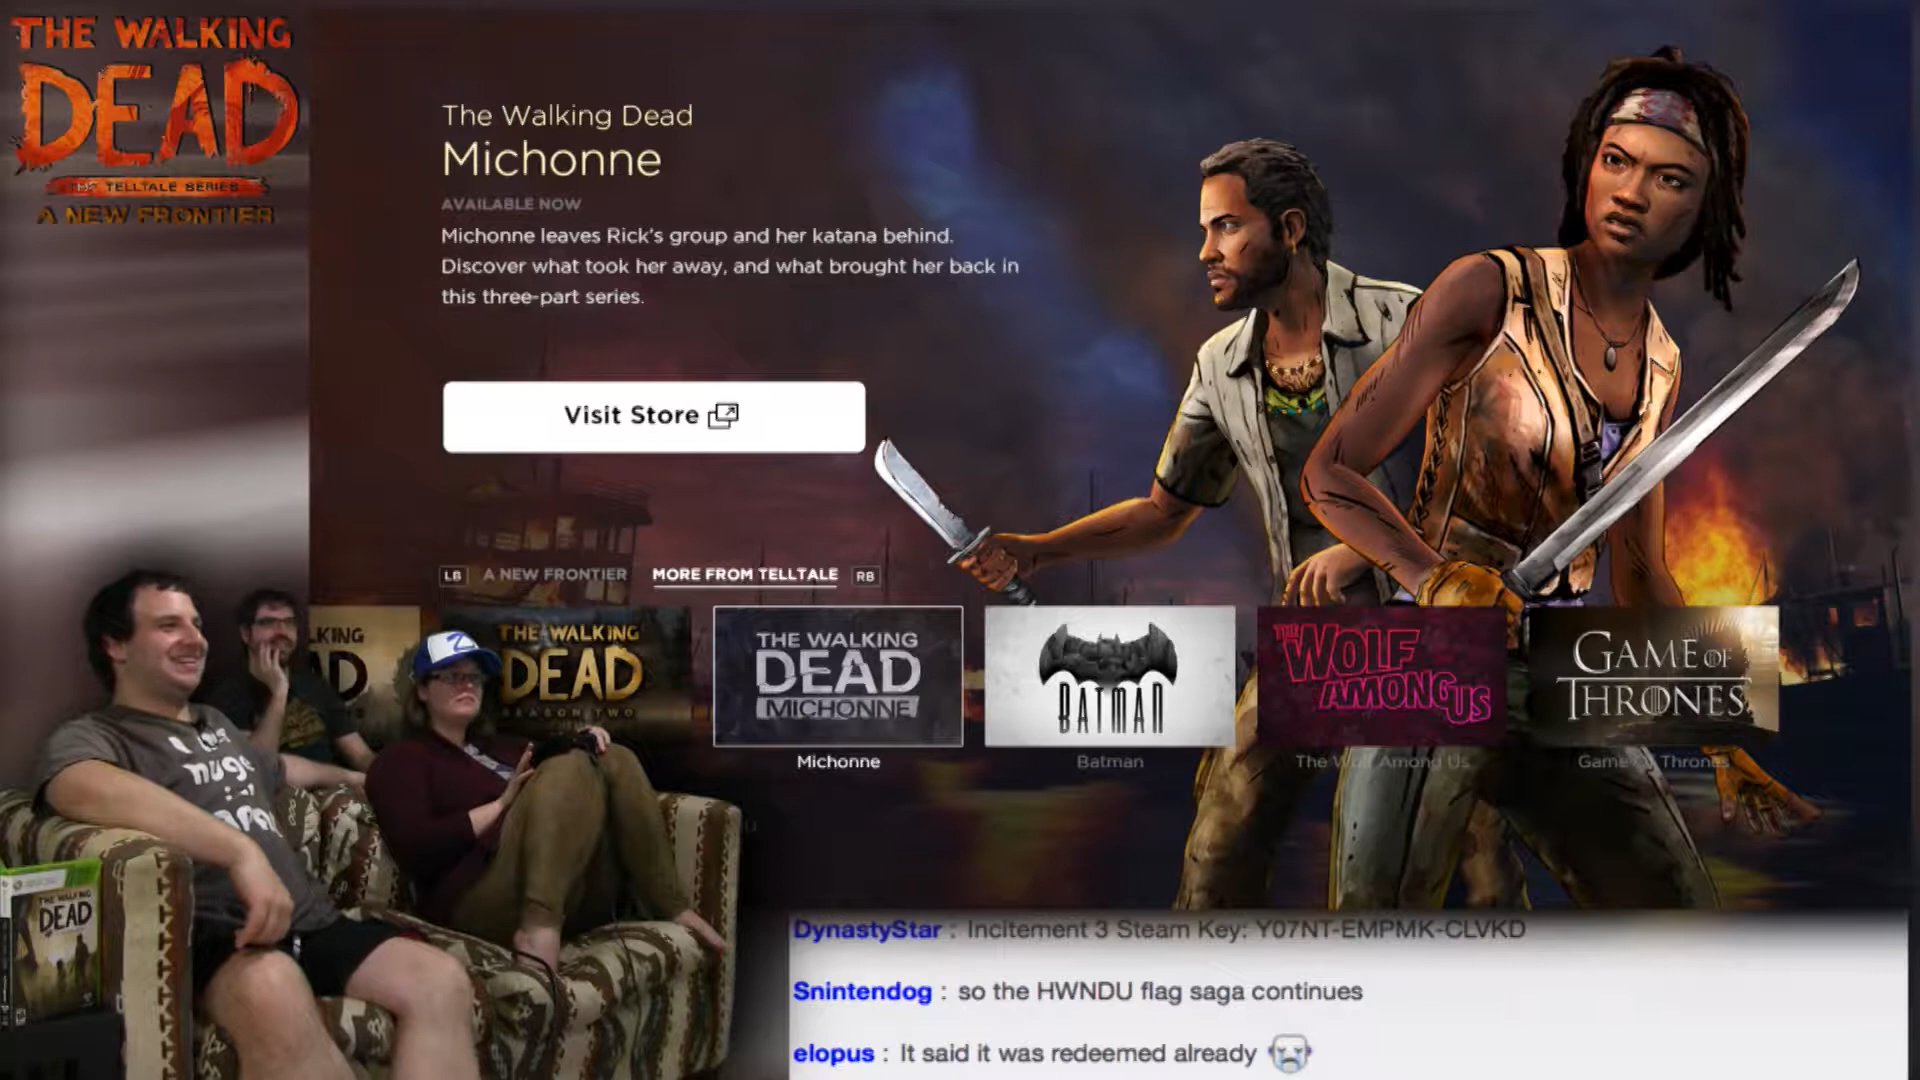 THE WALKING
DEAD
THE TELLTALE SERIES
A NEW FRONTIER
The Walking Dead
Michonne
AVAILABLE NOW
Michonne leaves Rick's group and her katana behind.
Discover what took her away, and what brought her back in
this three-part series.
Visit Store
LB A NEW FRONTIER MORE FROM TELLTALE RB
THE WALKING
DEAD
SEASON TWO
THE WALKING
DEAD
MICHONNE
BATMAN
THE WOLF
AMONG US
GAME OF
THRONES
Michonne
Batman
The Wolf Among Us
Game Of Thrones
huge
THE WALKING
DEAD
DynastyStar : Incitement 3 Steam Key: Y07NT-EMPMK-CLVKD
Snintendog : so the HWNDU flag saga continues
elopus : It said it was redeemed already